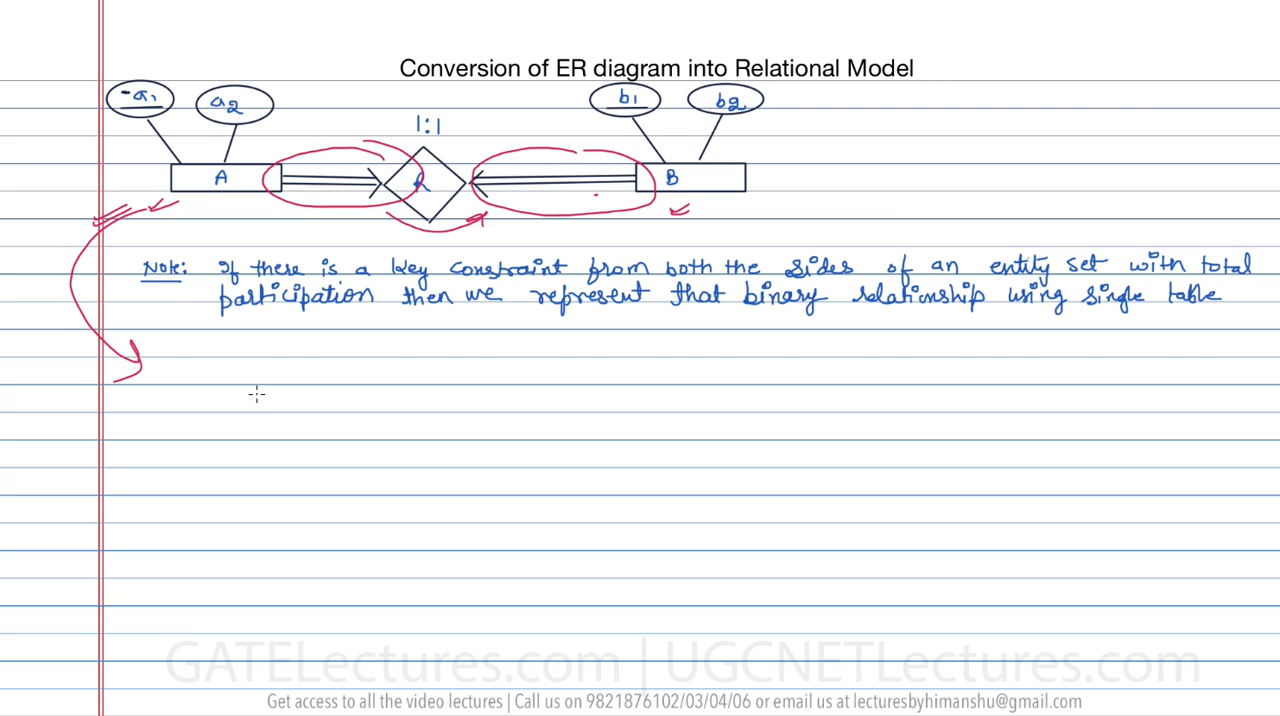 Conversion of ER diagram into Relational Model
a1 a2 b1 b2
1:1
A R B
Note: If there is a key constraint from both the sides of an entity set with total
participation then we represent that binary relationship using single table
GATELectures.com | UGCNETLectures.com
Get access to all the video lectures | Call us on 9821876102/03/04/06 or email us at lecturesbyhimanshu@gmail.com